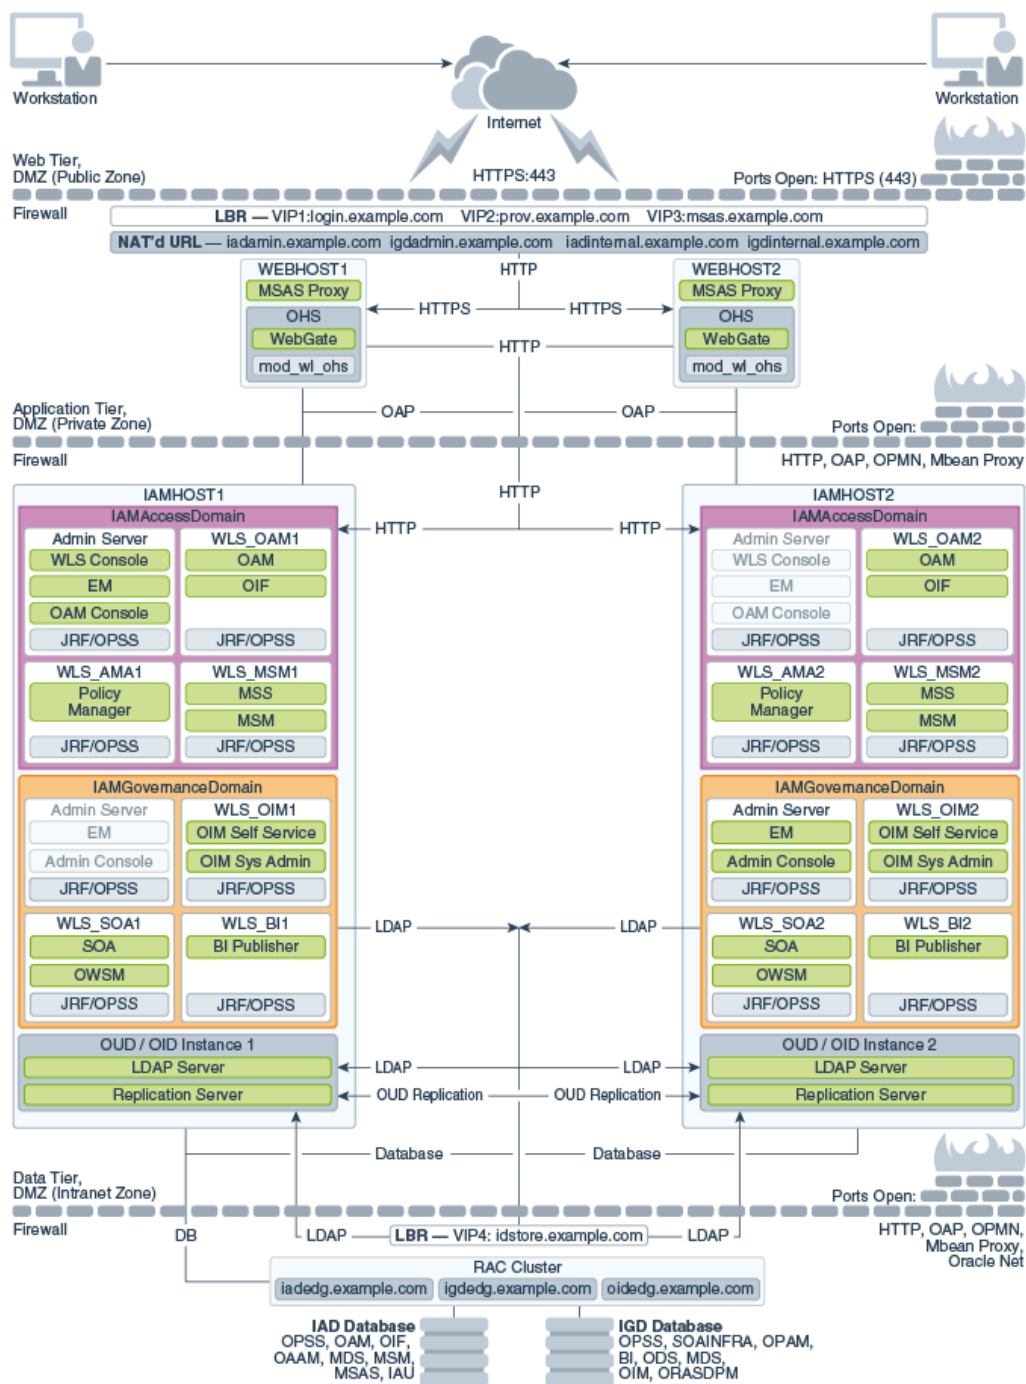 Workstation
Workstation
Internet
Web Tier,
DMZ (Public Zone)
HTTPS:443
Ports Open: HTTPS (443)
Firewall
LBR — VIP1:login.example.com VIP2:prov.example.com VIP3:msas.example.com
NAT'd URL — iadamin.example.com igdadmin.example.com iadinternal.example.com igdinternal.example.com
WEBHOST1
HTTP
WEBHOST2
MSAS Proxy
MSAS Proxy
HTTPS
HTTPS
OHS
OHS
WebGate
WebGate
HTTP
mod_wl_ohs
mod_wl_ohs
Application Tier,
DMZ (Private Zone)
OAP
OAP
Ports Open:
Firewall
HTTP, OAP, OPMN, Mbean Proxy
HTTP
IAMHOST1
IAMAccessDomain
Admin Server
WLS Console
EM
OAM Console
JRF/OPSS
WLS_OAM1
OAM
OIF
JRF/OPSS
WLS_AMA1
Policy
Manager
JRF/OPSS
WLS_MSM1
MSS
MSM
JRF/OPSS
IAMGovernanceDomain
Admin Server
EM
Admin Console
JRF/OPSS
WLS_OIM1
OIM Self Service
OIM Sys Admin
JRF/OPSS
WLS_SOA1
SOA
OWSM
JRF/OPSS
WLS_BI1
BI Publisher
JRF/OPSS
OUD / OID Instance 1
LDAP Server
Replication Server
HTTP
HTTP
LDAP
LDAP
LDAP
LDAP
OUD Replication
OUD Replication
IAMHOST2
IAMAccessDomain
Admin Server
WLS Console
EM
OAM Console
JRF/OPSS
WLS_OAM2
OAM
OIF
JRF/OPSS
WLS_AMA2
Policy
Manager
JRF/OPSS
WLS_MSM2
MSS
MSM
JRF/OPSS
IAMGovernanceDomain
Admin Server
EM
Admin Console
JRF/OPSS
WLS_OIM2
OIM Self Service
OIM Sys Admin
JRF/OPSS
WLS_SOA2
SOA
OWSM
JRF/OPSS
WLS_BI2
BI Publisher
JRF/OPSS
OUD / OID Instance 2
LDAP Server
Replication Server
Database
Database
Data Tier,
DMZ (Intranet Zone)
Ports Open:
Firewall
HTTP, OAP, OPMN,
Mbean Proxy,
Oracle Net
DB
LDAP
LBR — VIP4: idstore.example.com
LDAP
RAC Cluster
iadedg.example.com
igdedg.example.com
oidedg.example.com
IAD Database
OPSS, OAM, OIF,
OAAM, MDS, MSM,
MSAS, IAU
IGD Database
OPSS, SOAINFRA, OPAM,
BI, ODS, MDS,
OIM, ORASDPM